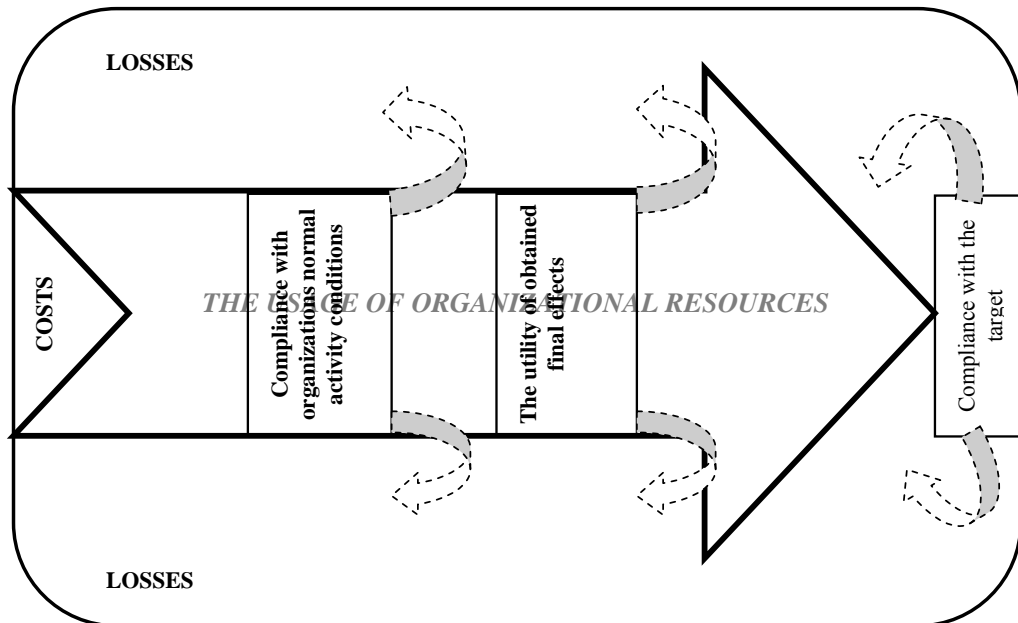 LOSSES
COSTS
Compliance with
organizations normal
activity conditions
THE USAGE OF ORGANIZATIONAL RESOURCES
The utility of obtained
final effects
Compliance with the
target
LOSSES